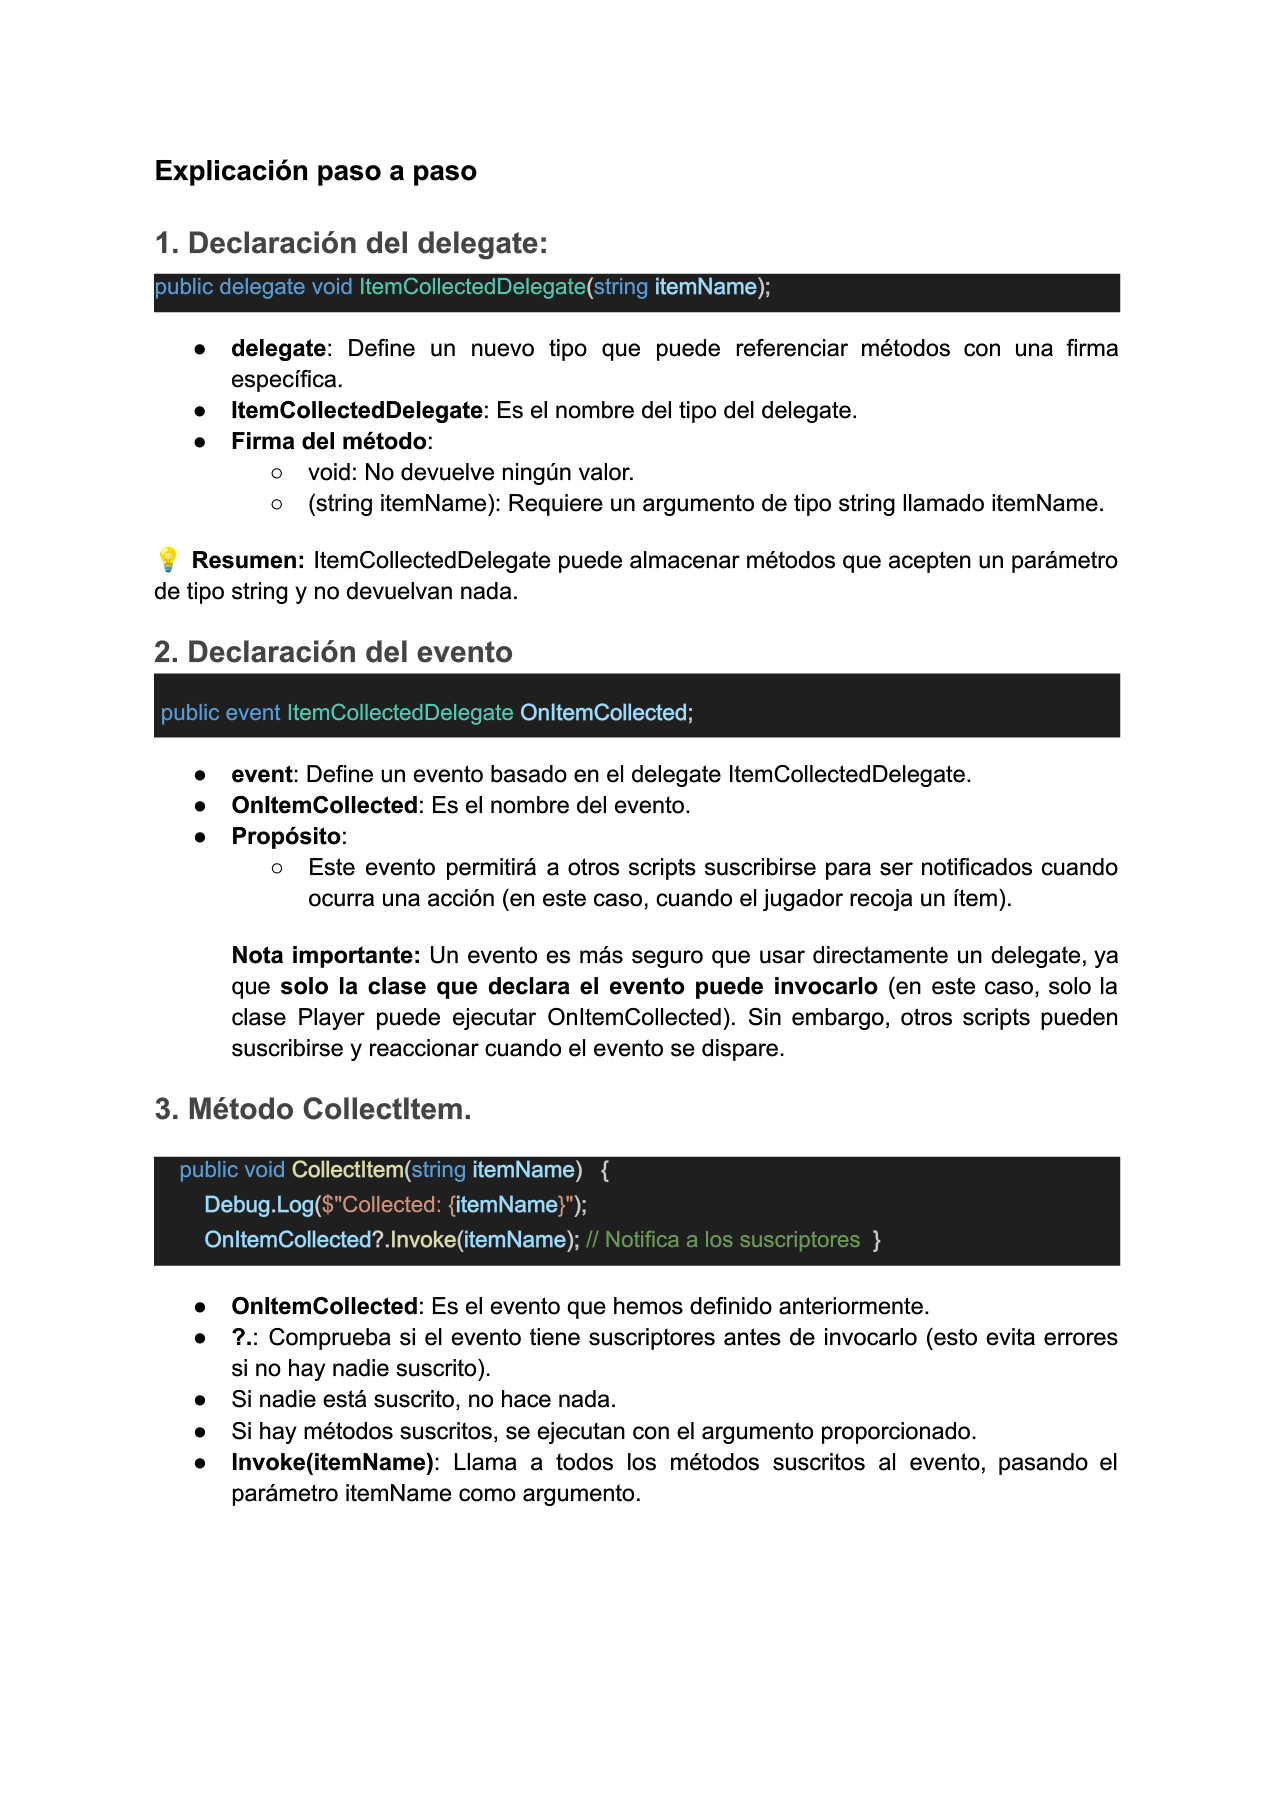 Explicación paso a paso
1. Declaración del delegate:
public delegate void ItemCollectedDelegate(string itemName);
● delegate: Define un nuevo tipo que puede referenciar métodos con una firma
específica.
● ItemCollectedDelegate: Es el nombre del tipo del delegate.
● Firma del método:
○ void: No devuelve ningún valor.
○ (string itemName): Requiere un argumento de tipo string llamado itemName.
💡 Resumen: ItemCollectedDelegate puede almacenar métodos que acepten un parámetro
de tipo string y no devuelvan nada.
2. Declaración del evento
public event ItemCollectedDelegate OnItemCollected;
● event: Define un evento basado en el delegate ItemCollectedDelegate.
● OnItemCollected: Es el nombre del evento.
● Propósito:
○ Este evento permitirá a otros scripts suscribirse para ser notificados cuando
ocurra una acción (en este caso, cuando el jugador recoja un ítem).
Nota importante: Un evento es más seguro que usar directamente un delegate, ya
que solo la clase que declara el evento puede invocarlo (en este caso, solo la
clase Player puede ejecutar OnItemCollected). Sin embargo, otros scripts pueden
suscribirse y reaccionar cuando el evento se dispare.
3. Método CollectItem.
public void CollectItem(string itemName) {
Debug.Log($"Collected: {itemName}");
OnItemCollected?.Invoke(itemName); // Notifica a los suscriptores }
● OnItemCollected: Es el evento que hemos definido anteriormente.
● ?.: Comprueba si el evento tiene suscriptores antes de invocarlo (esto evita errores
si no hay nadie suscrito).
● Si nadie está suscrito, no hace nada.
● Si hay métodos suscritos, se ejecutan con el argumento proporcionado.
● Invoke(itemName): Llama a todos los métodos suscritos al evento, pasando el
parámetro itemName como argumento.